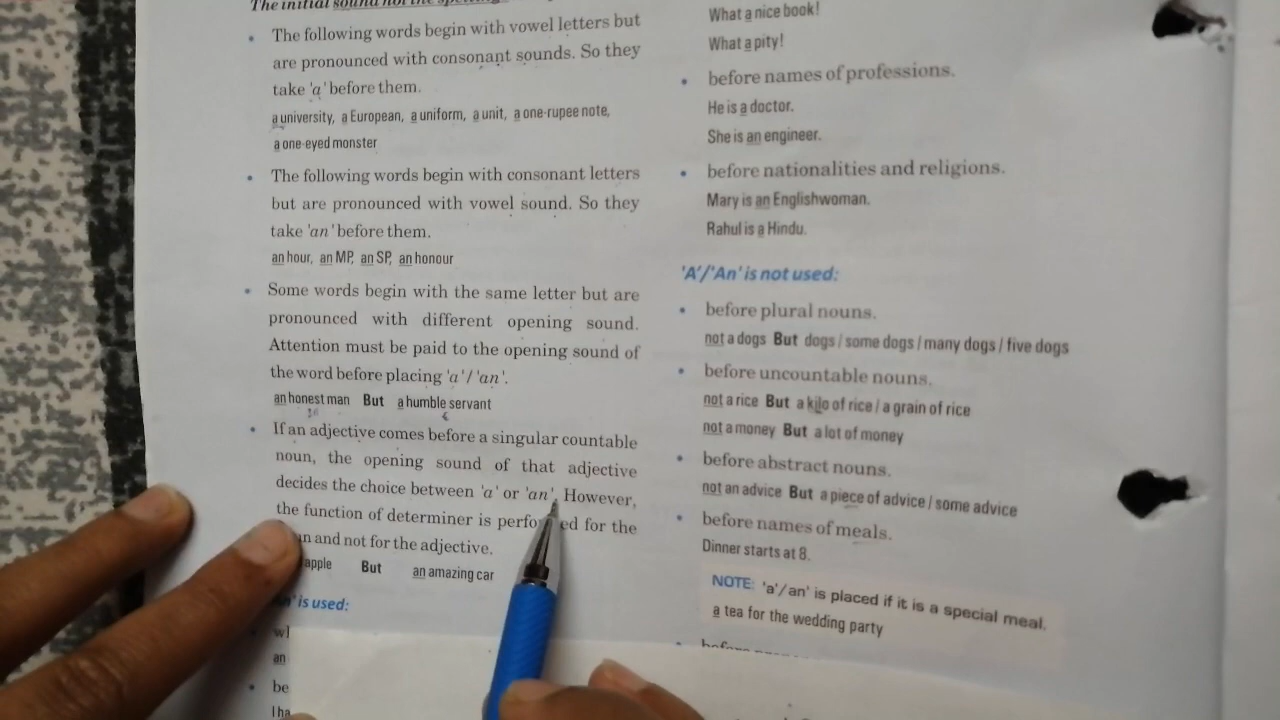 The initial sound not the
• The following words begin with vowel letters but
are pronounced with consonant sounds. So they
take 'a' before them.
a university, a European, a uniform, a unit, a one-rupee note,
a one-eyed monster
• The following words begin with consonant letters
but are pronounced with vowel sound. So they
take 'an' before them.
an hour, an MP, an SP, an honour
• Some words begin with the same letter but are
pronounced with different opening sound.
Attention must be paid to the opening sound of
the word before placing 'a' / 'an'.
an honest man But a humble servant
• If an adjective comes before a singular countable
noun, the opening sound of that adjective
decides the choice between 'a' or 'an'. However,
the function of determiner is for the
and not for the adjective.
apple But an amazing car
is used:
an
What a nice book!
What a pity!
• before names of professions.
He is a doctor.
She is an engineer.
• before nationalities and religions.
Mary is an Englishwoman.
Rahul is a Hindu.
'A'/'An' is not used:
• before plural nouns.
not a dogs But dogs / some dogs / many dogs / five dogs
• before uncountable nouns.
not a rice But a kilo of rice / a grain of rice
not a money But a lot of money
• before abstract nouns.
not an advice But a piece of advice / some advice
• before names of meals.
Dinner starts at 8.
NOTE: 'a'/an' is placed if it is a special meal.
a tea for the wedding party